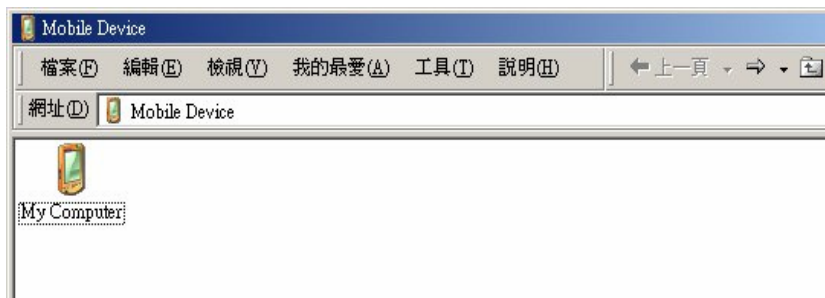 Mobile Device
檔案(F) 編輯(E) 檢視(V) 我的最愛(A) 工具(T) 說明(H) 上一頁
網址(D) Mobile Device
My Computer